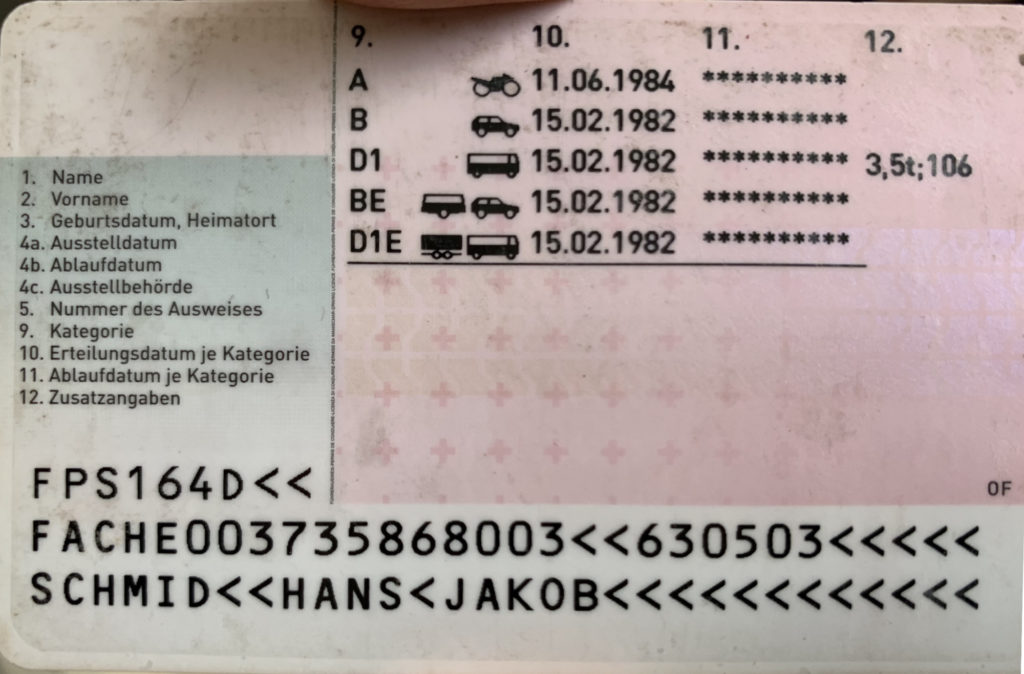 9. 10. 11. 12.
A 11.06.1984 **********
B 15.02.1982 **********
D1 15.02.1982 ********** 3,5t;106
BE 15.02.1982 **********
D1E 15.02.1982 **********
1. Name
2. Vorname
3. Geburtsdatum, Heimatort
4a. Ausstelldatum
4b. Ablaufdatum
4c. Ausstellbehörde
5. Nummer des Ausweises
9. Kategorie
10. Erteilungsdatum je Kategorie
11. Ablaufdatum je Kategorie
12. Zusatzangaben
OF
FPS164D<<
FACHE003735868003<<630503<<<<<
SCHMID<<HANS<JAKOB<<<<<<<<<<<<